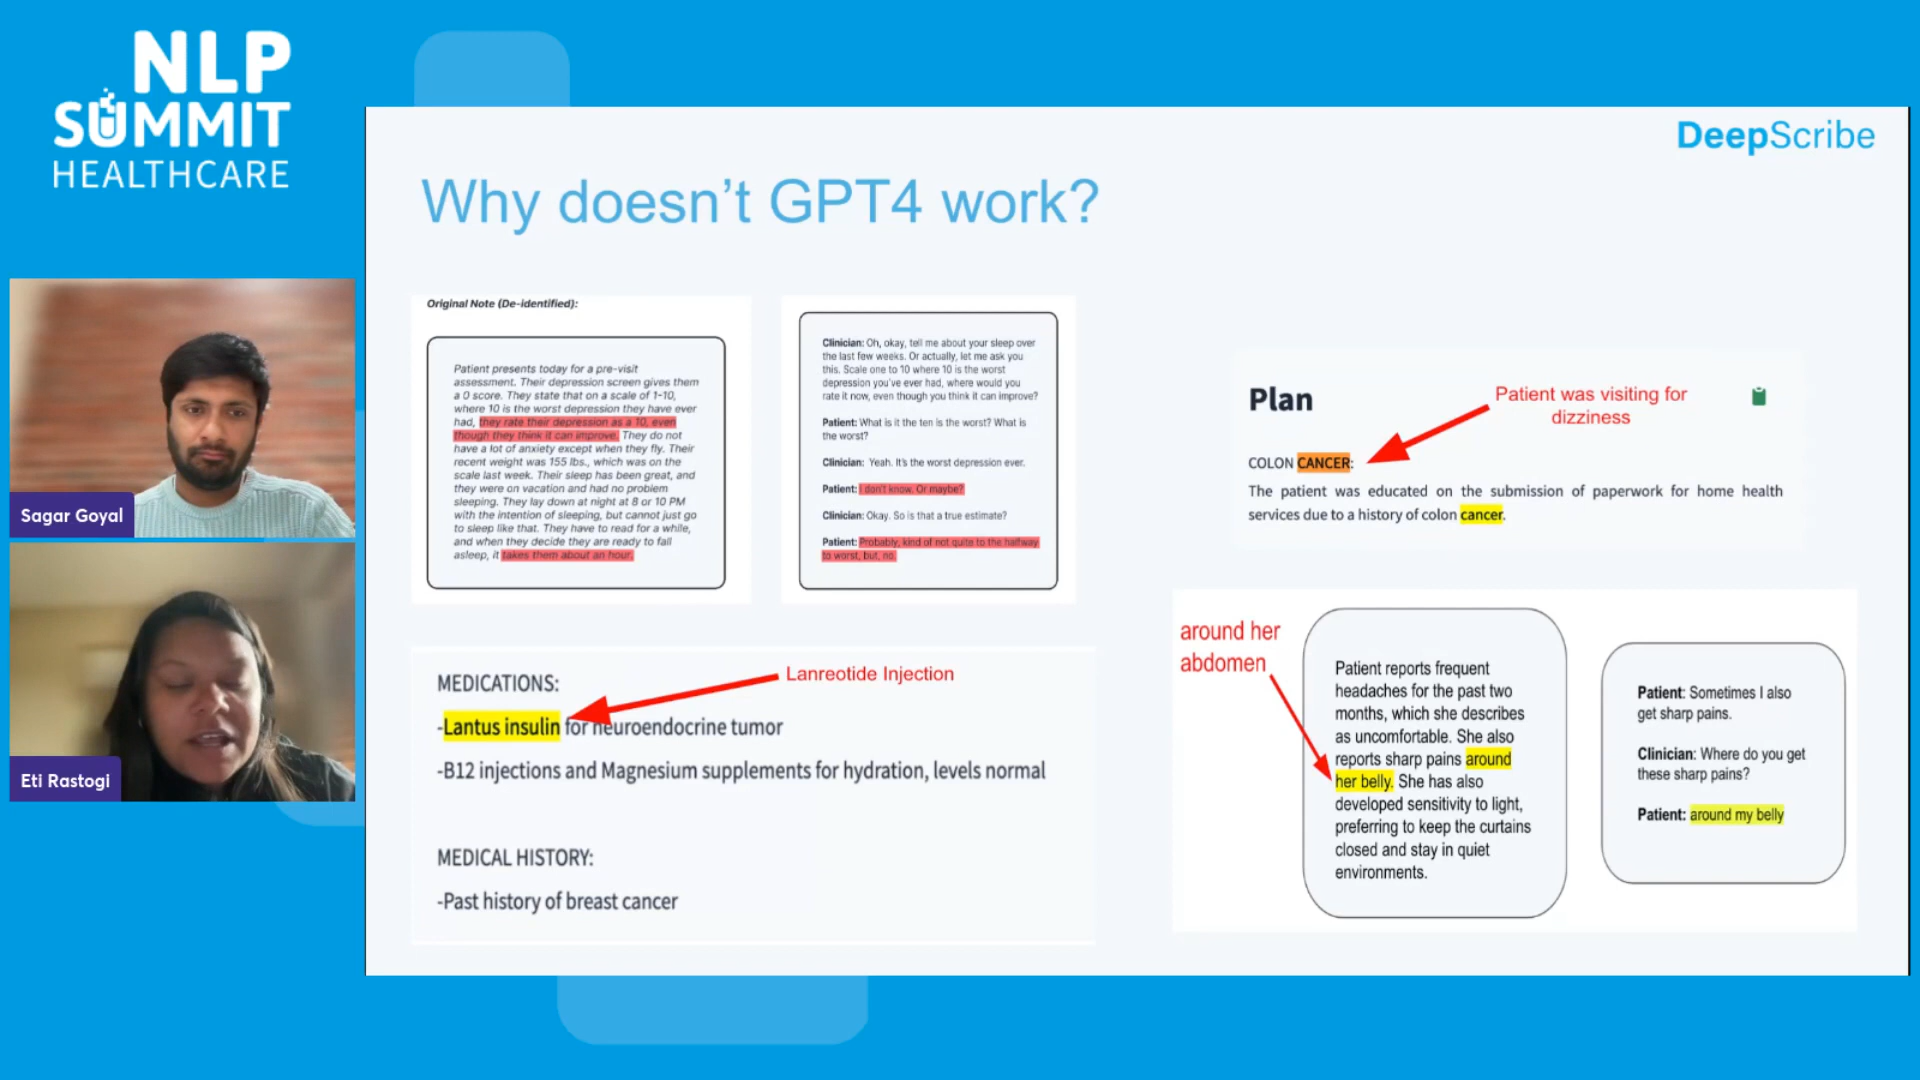 NLP
SUMMIT
HEALTHCARE
DeepScribe
Why doesn't GPT4 work?
Sagar Goyal
Eti Rastogi
Original Note (De-identified):
Patient presents today for a pre-visit
assessment. Their depression screen gives them
a 0 score. They state that on a scale of 1-10,
where 10 is the worst depression they have ever
had, they rate their depression as a 10, even
though they think it can improve. They do not
have a lot of anxiety except when they fly. Their
recent weight was 155 lbs., which was on the
scale last week. Their sleep has been great, and
they were on vacation and had no problem
sleeping. They lay down at night at 8 or 10 PM
with the intention of sleeping, but cannot just go
to sleep like that. They have to read for a while,
and when they decide they are ready to fall
asleep, it takes them about an hour.
Clinician: Oh, okay, tell me about your sleep over
the last few weeks. Or actually, let me ask you
this. Scale one to 10 where 10 is the worst
depression you've ever had, where would you
rate it now, even though you think it can improve?
Patient: What is it the ten is the worst? What is
the worst?
Clinician: Yeah. It's the worst depression ever.
Patient: I don't know. Or maybe?
Clinician: Okay. So is that a true estimate?
Patient: Probably, kind of not quite to the halfway
to worst, but, no.
Plan
Patient was visiting for
dizziness
COLON CANCER:
The patient was educated on the submission of paperwork for home health
services due to a history of colon cancer.
MEDICATIONS:
Lanreotide Injection
-Lantus insulin for neuroendocrine tumor
-B12 injections and Magnesium supplements for hydration, levels normal
MEDICAL HISTORY:
-Past history of breast cancer
around her
abdomen
Patient reports frequent
headaches for the past two
months, which she describes
as uncomfortable. She also
reports sharp pains around
her belly. She has also
developed sensitivity to light,
preferring to keep the curtains
closed and stay in quiet
environments.
Patient: Sometimes I also
get sharp pains.
Clinician: Where do you get
these sharp pains?
Patient: around my belly